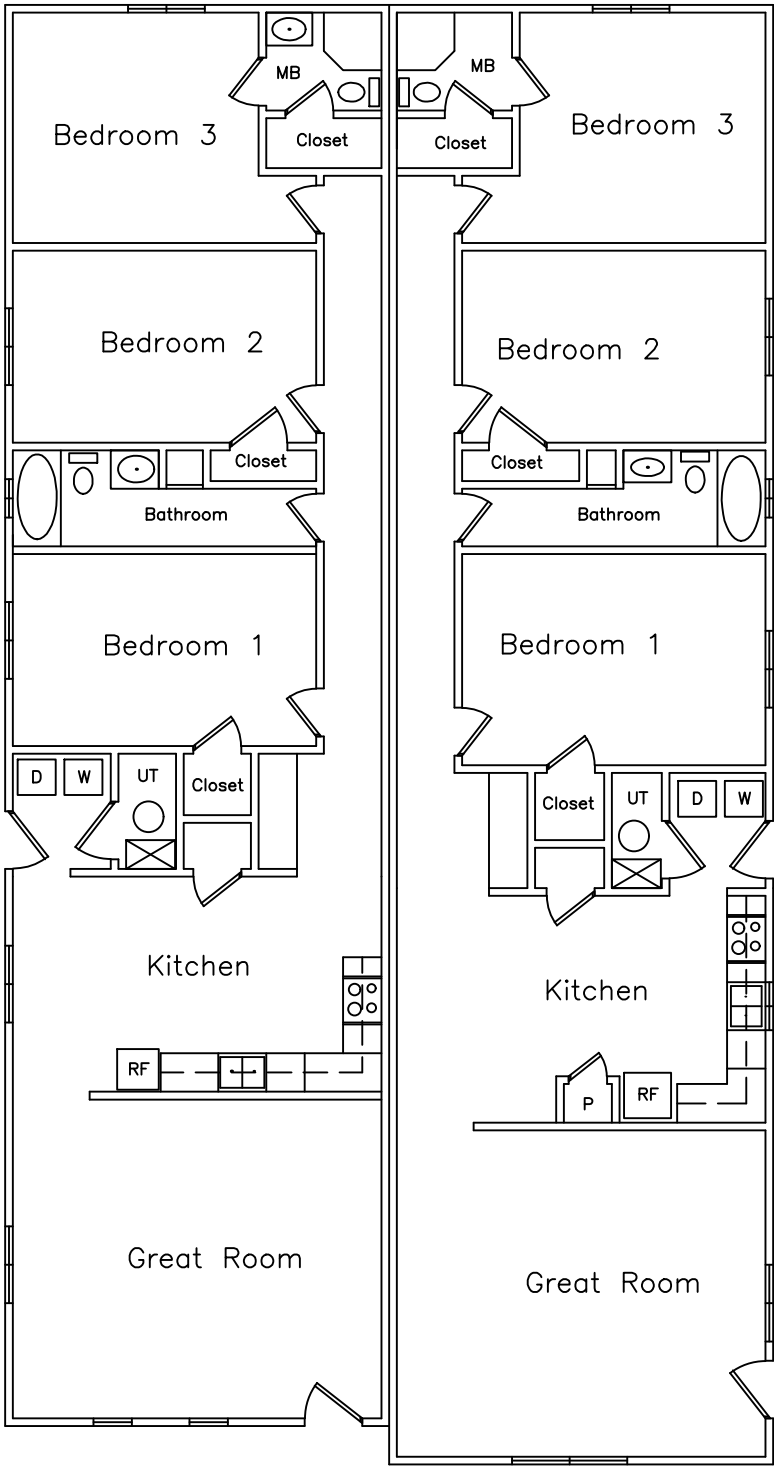 MB
Bedroom 3
Closet
Bedroom 2
Closet
Bathroom
Bedroom 1
D
W
UT
Closet
Kitchen
RF
Great Room
MB
Bedroom 3
Closet
Bedroom 2
Closet
Bathroom
Bedroom 1
Closet
UT
D
W
Kitchen
P
RF
Great Room